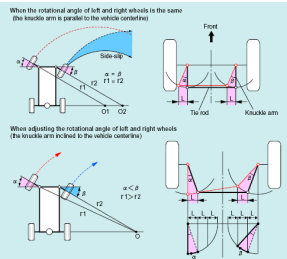 When the rotational angle of left and right wheels is the same
(the knuckle arm is parallel to the vehicle centerline)
Front
Side-slip
α
β
α = β
r1 = r2
r2
r1
O1 O2
α
β
L
L
Tie rod
Knuckle arm
When adjusting the rotational angle of left and right wheels
(the knuckle arm inclined to the vehicle centerline)
α
β
α < β
r1 > r2
r2
r1
O
α
β
L
L
L L
L L
α
β